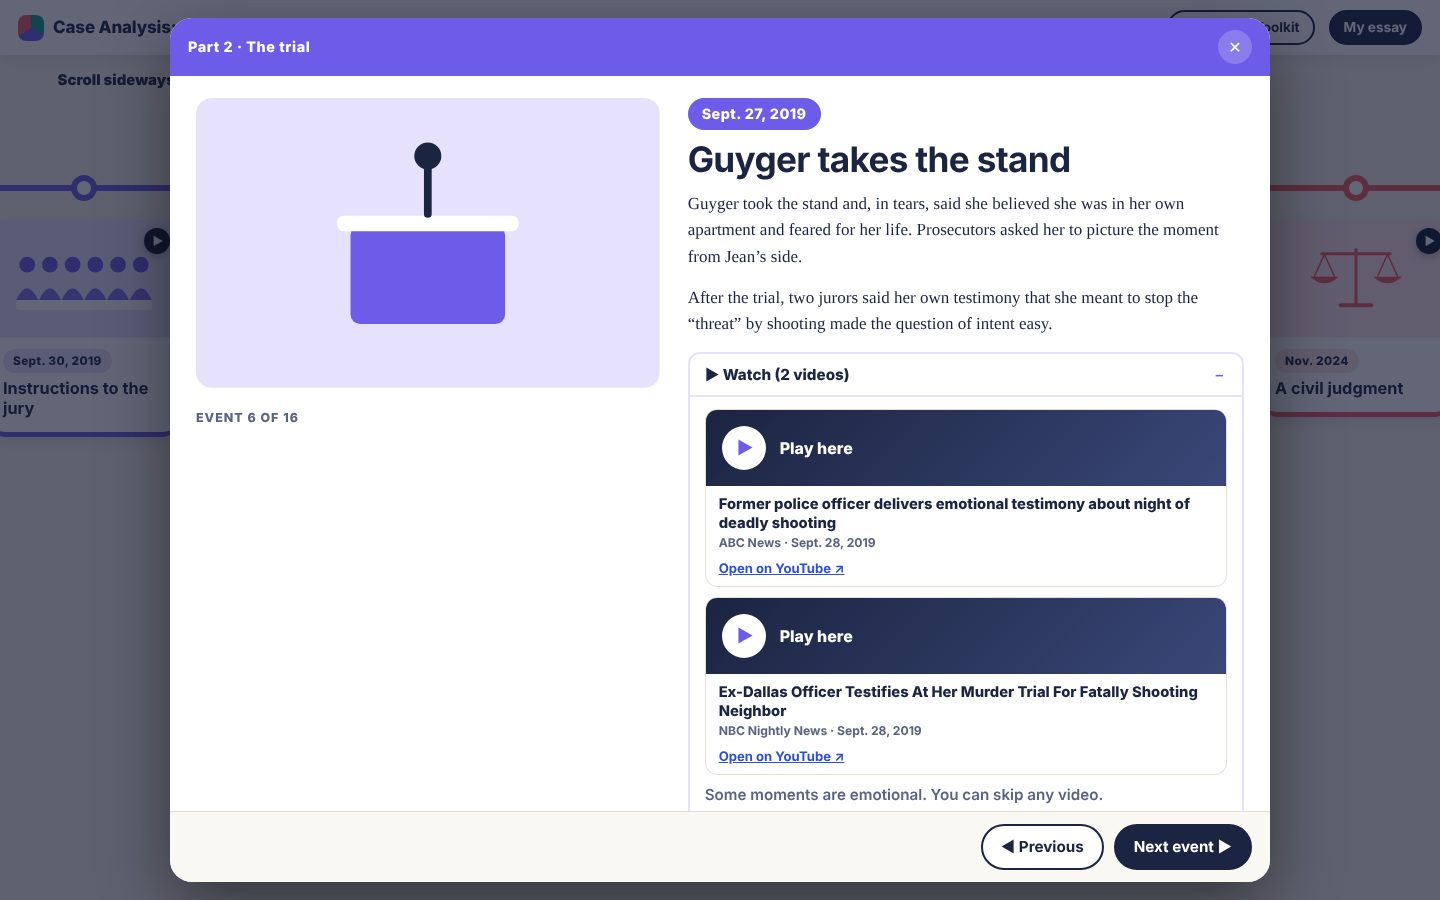 Case Analysis:
My essay
Scroll sideways
Part 2 · The trial
✕
Sept. 27, 2019
Guyger takes the stand
Guyger took the stand and, in tears, said she believed she was in her own
apartment and feared for her life. Prosecutors asked her to picture the moment
from Jean’s side.
After the trial, two jurors said her own testimony that she meant to stop the
“threat” by shooting made the question of intent easy.
EVENT 6 OF 16
▶ Watch (2 videos)
–
Play here
Former police officer delivers emotional testimony about night of
deadly shooting
ABC News · Sept. 28, 2019
Open on YouTube ↗
Play here
Ex-Dallas Officer Testifies At Her Murder Trial For Fatally Shooting
Neighbor
NBC Nightly News · Sept. 28, 2019
Open on YouTube ↗
Some moments are emotional. You can skip any video.
◀ Previous
Next event ▶
Sept. 30, 2019
Instructions to the
jury
Nov. 2024
A civil judgment